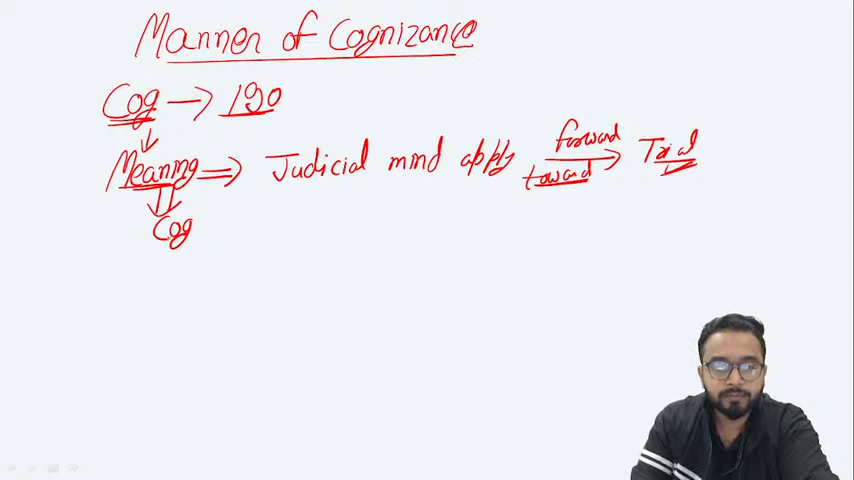 Manner of Cognizance
Cog → 190
Meaning ⇒ Judicial mind apply forward toward → Trial
Cog